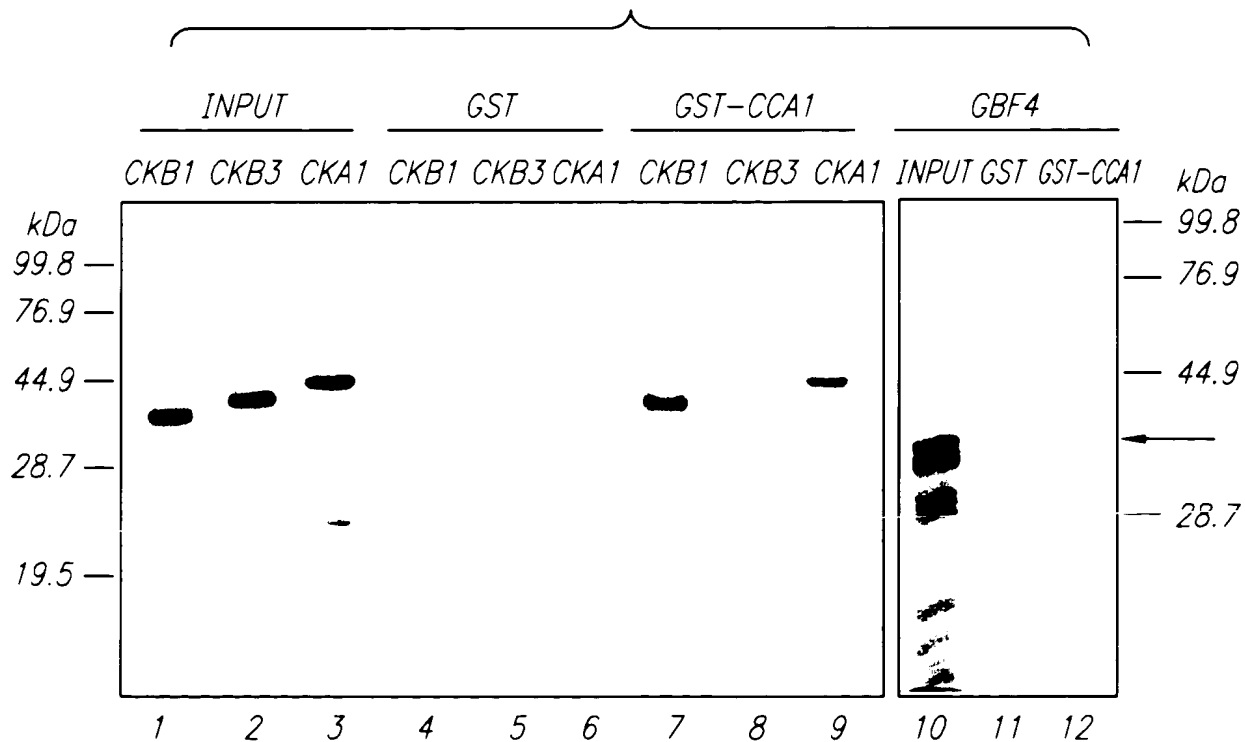 INPUT GST GST-CCA1 GBF4
CKB1 CKB3 CKA1 CKB1 CKB3 CKA1 CKB1 CKB3 CKA1 INPUT GST GST-CCA1 kDa
kDa 99.8
99.8 76.9
76.9
44.9 44.9
28.7 28.7
19.5
1 2 3 4 5 6 7 8 9 10 11 12